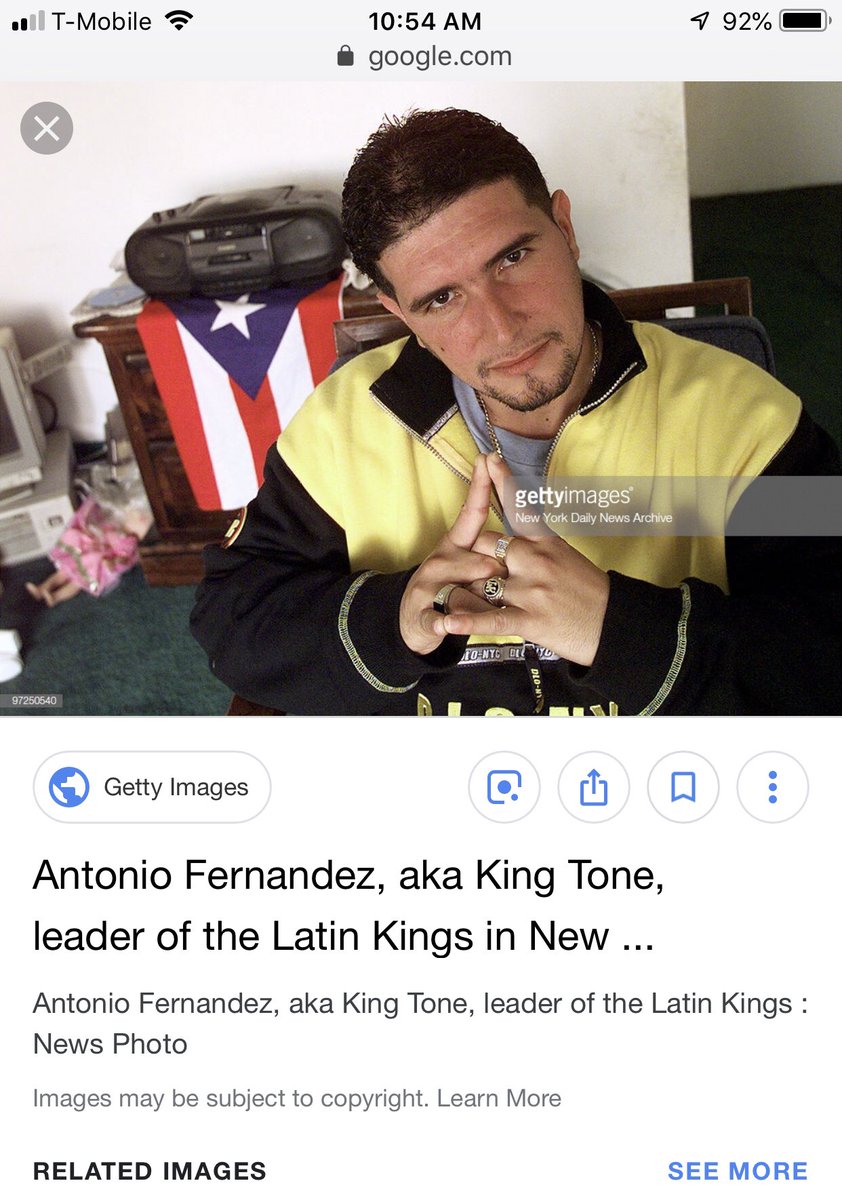 T-Mobile 10:54 AM 92%
google.com
gettyimages®
New York Daily News Archive
97250540
Getty Images
Antonio Fernandez, aka King Tone,
leader of the Latin Kings in New ...
Antonio Fernandez, aka King Tone, leader of the Latin Kings :
News Photo
Images may be subject to copyright. Learn More
RELATED IMAGES SEE MORE